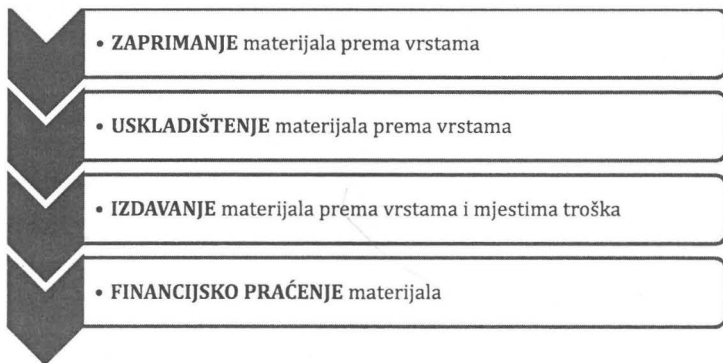 • ZAPRIMANJE materijala prema vrstama
• USKLADIŠTENJE materijala prema vrstama
• IZDAVANJE materijala prema vrstama i mjestima troška
• FINANCIJSKO PRAĆENJE materijala